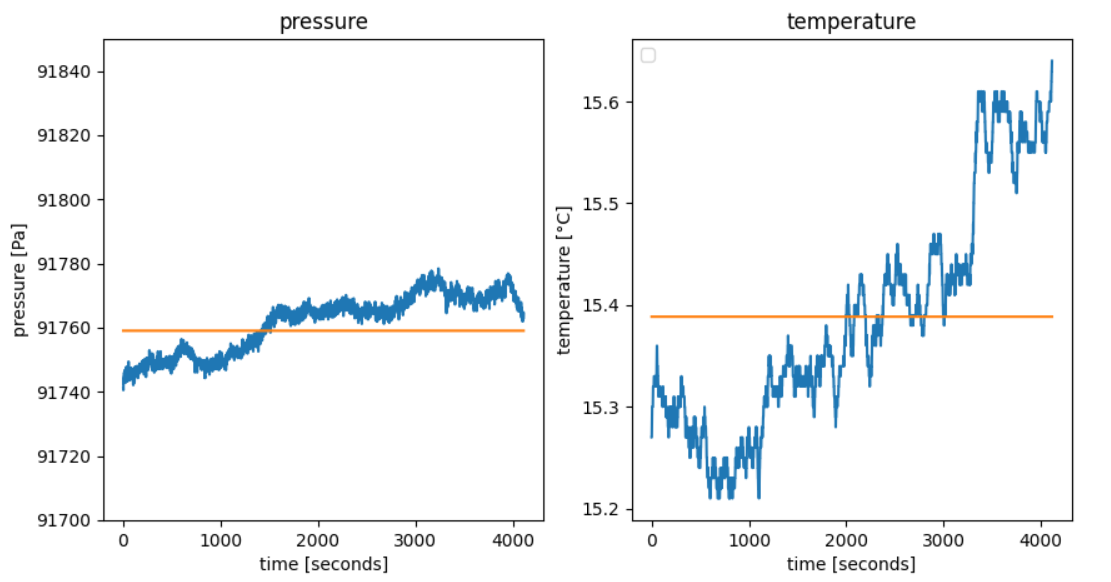 pressure
91840
91820
91800
91780
91760
91740
91720
91700
pressure [Pa]
0 1000 2000 3000 4000
time [seconds]
temperature
15.6
15.5
15.4
15.3
15.2
temperature [°C]
0 1000 2000 3000 4000
time [seconds]